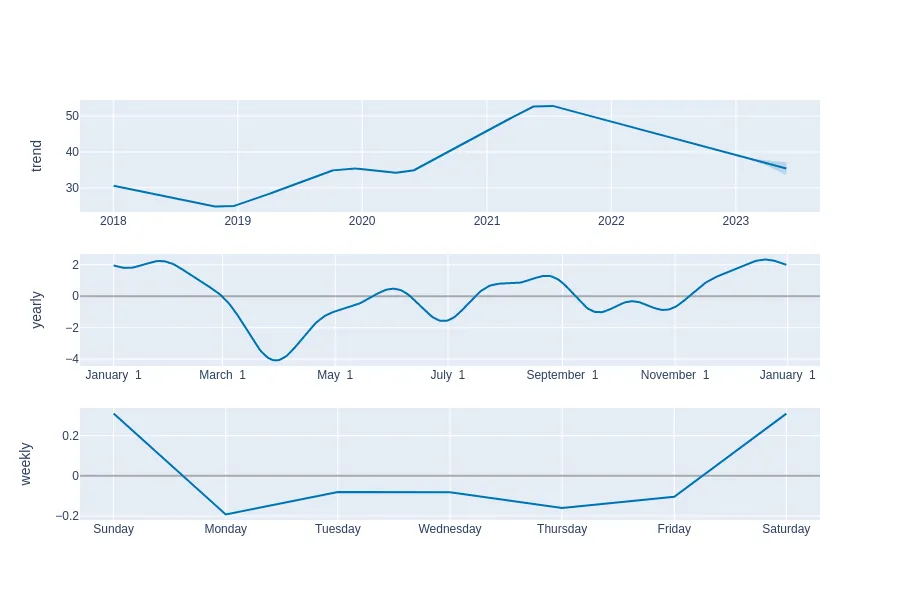 trend
50
40
30
2018 2019 2020 2021 2022 2023
yearly
2
0
−2
−4
January 1 March 1 May 1 July 1 September 1 November 1 January 1
weekly
0.2
0
−0.2
Sunday Monday Tuesday Wednesday Thursday Friday Saturday